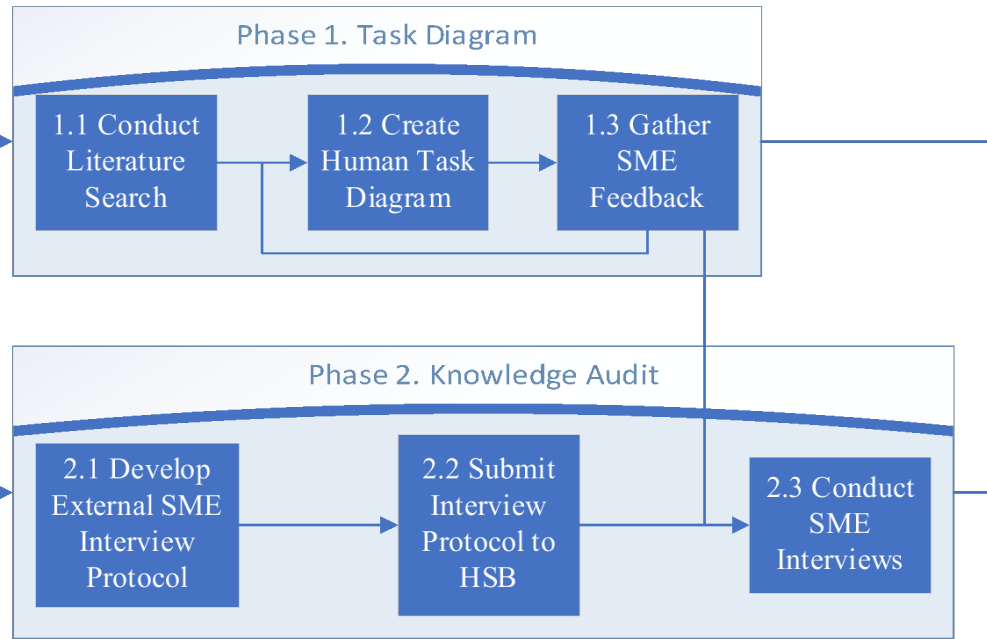 Phase 1. Task Diagram
1.1 Conduct
Literature
Search
1.2 Create
Human Task
Diagram
1.3 Gather
SME
Feedback
Phase 2. Knowledge Audit
2.1 Develop
External SME
Interview
Protocol
2.2 Submit
Interview
Protocol to
HSB
2.3 Conduct
SME
Interviews